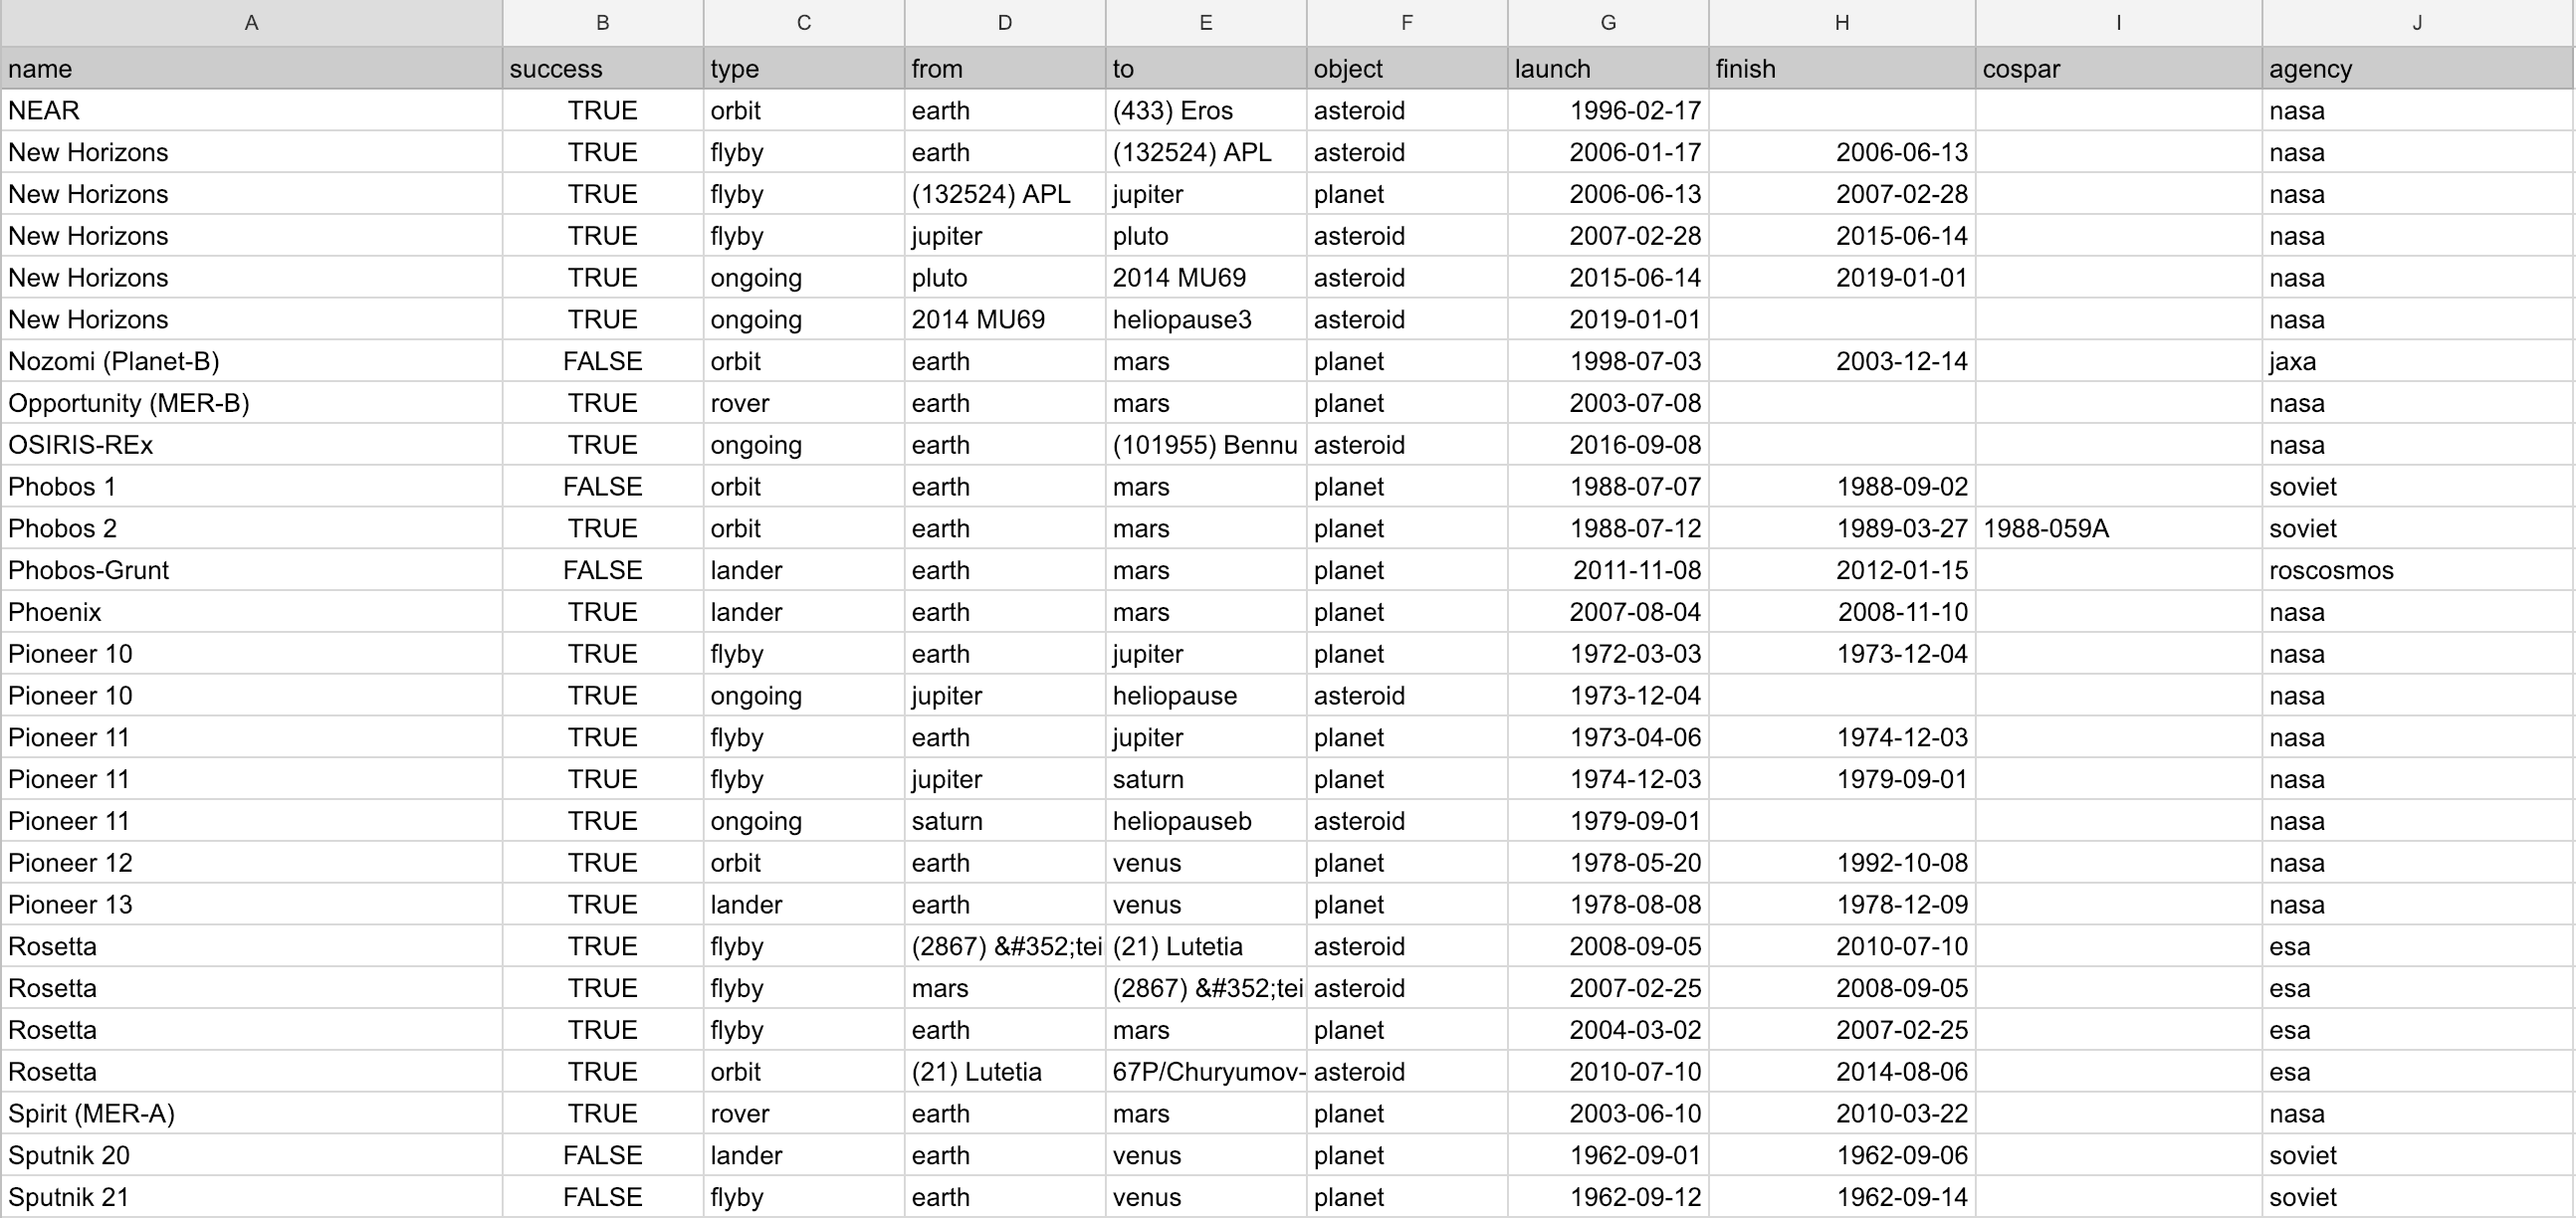 A B C D E F G H I J
name success type from to object launch finish cospar agency
NEAR TRUE orbit earth (433) Eros asteroid 1996-02-17 nasa
New Horizons TRUE flyby earth (132524) APL asteroid 2006-01-17 2006-06-13 nasa
New Horizons TRUE flyby (132524) APL jupiter planet 2006-06-13 2007-02-28 nasa
New Horizons TRUE flyby jupiter pluto asteroid 2007-02-28 2015-06-14 nasa
New Horizons TRUE ongoing pluto 2014 MU69 asteroid 2015-06-14 2019-01-01 nasa
New Horizons TRUE ongoing 2014 MU69 heliopause3 asteroid 2019-01-01 nasa
Nozomi (Planet-B) FALSE orbit earth mars planet 1998-07-03 2003-12-14 jaxa
Opportunity (MER-B) TRUE rover earth mars planet 2003-07-08 nasa
OSIRIS-REx TRUE ongoing earth (101955) Bennu asteroid 2016-09-08 nasa
Phobos 1 FALSE orbit earth mars planet 1988-07-07 1988-09-02 soviet
Phobos 2 TRUE orbit earth mars planet 1988-07-12 1989-03-27 1988-059A soviet
Phobos-Grunt FALSE lander earth mars planet 2011-11-08 2012-01-15 roscosmos
Phoenix TRUE lander earth mars planet 2007-08-04 2008-11-10 nasa
Pioneer 10 TRUE flyby earth jupiter planet 1972-03-03 1973-12-04 nasa
Pioneer 10 TRUE ongoing jupiter heliopause asteroid 1973-12-04 nasa
Pioneer 11 TRUE flyby earth jupiter planet 1973-04-06 1974-12-03 nasa
Pioneer 11 TRUE flyby jupiter saturn planet 1974-12-03 1979-09-01 nasa
Pioneer 11 TRUE ongoing saturn heliopauseb asteroid 1979-09-01 nasa
Pioneer 12 TRUE orbit earth venus planet 1978-05-20 1992-10-08 nasa
Pioneer 13 TRUE lander earth venus planet 1978-08-08 1978-12-09 nasa
Rosetta TRUE flyby (2867) &#352;tei (21) Lutetia asteroid 2008-09-05 2010-07-10 esa
Rosetta TRUE flyby mars (2867) &#352;tei asteroid 2007-02-25 2008-09-05 esa
Rosetta TRUE flyby earth mars planet 2004-03-02 2007-02-25 esa
Rosetta TRUE orbit (21) Lutetia 67P/Churyumov- asteroid 2010-07-10 2014-08-06 esa
Spirit (MER-A) TRUE rover earth mars planet 2003-06-10 2010-03-22 nasa
Sputnik 20 FALSE lander earth venus planet 1962-09-01 1962-09-06 soviet
Sputnik 21 FALSE flyby earth venus planet 1962-09-12 1962-09-14 soviet